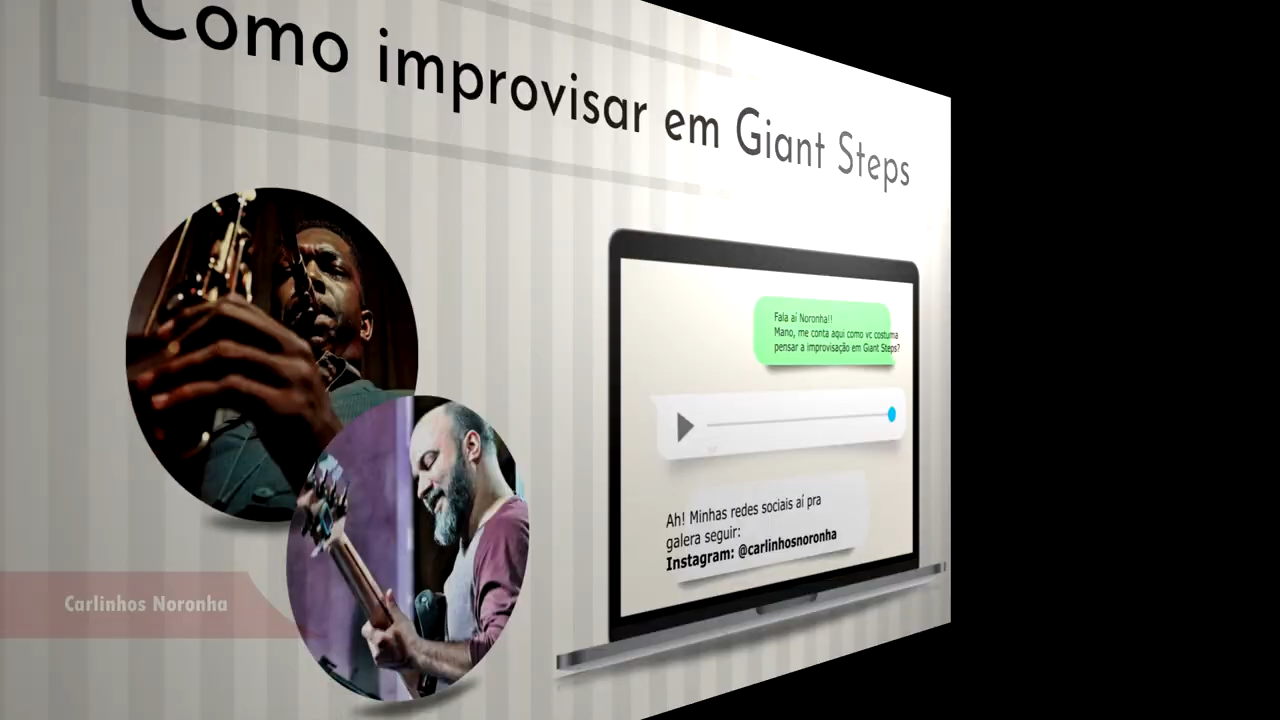 Como improvisar em Giant Steps
Fala aí Noronha!!
Mano, me conta aqui como vc costuma
pensar a improvisação em Giant Steps?
Ah! Minhas redes sociais aí pra
galera seguir:
Instagram: @carlinhosnoronha
Carlinhos Noronha